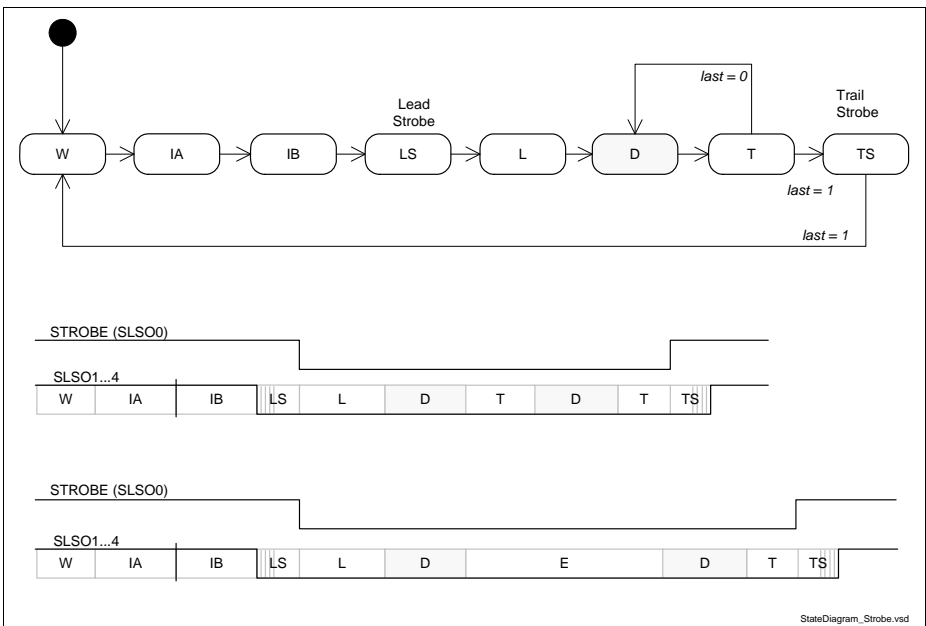 last = 0
Lead
Strobe
Trail
Strobe
W IA IB LS L D T TS
last = 1
last = 1
STROBE (SLSO0)
SLSO1...4
W IA IB LS L D T D T TS
STROBE (SLSO0)
SLSO1...4
W IA IB LS L D E D T TS
StateDiagram_Strobe.vsd